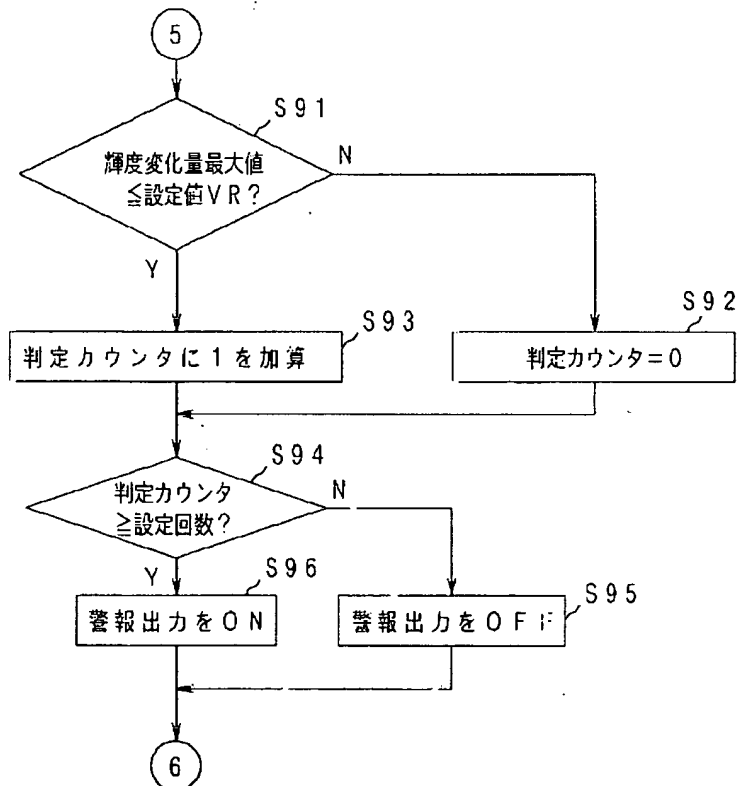 5
S91
輝度変化量最大値
≦設定値VR?
N
Y
S92
S93
判定カウンタに1を加算
判定カウンタ=0
S94
判定カウンタ
≧設定回数?
N
Y
S96
S95
警報出力をON
警報出力をOFF
6